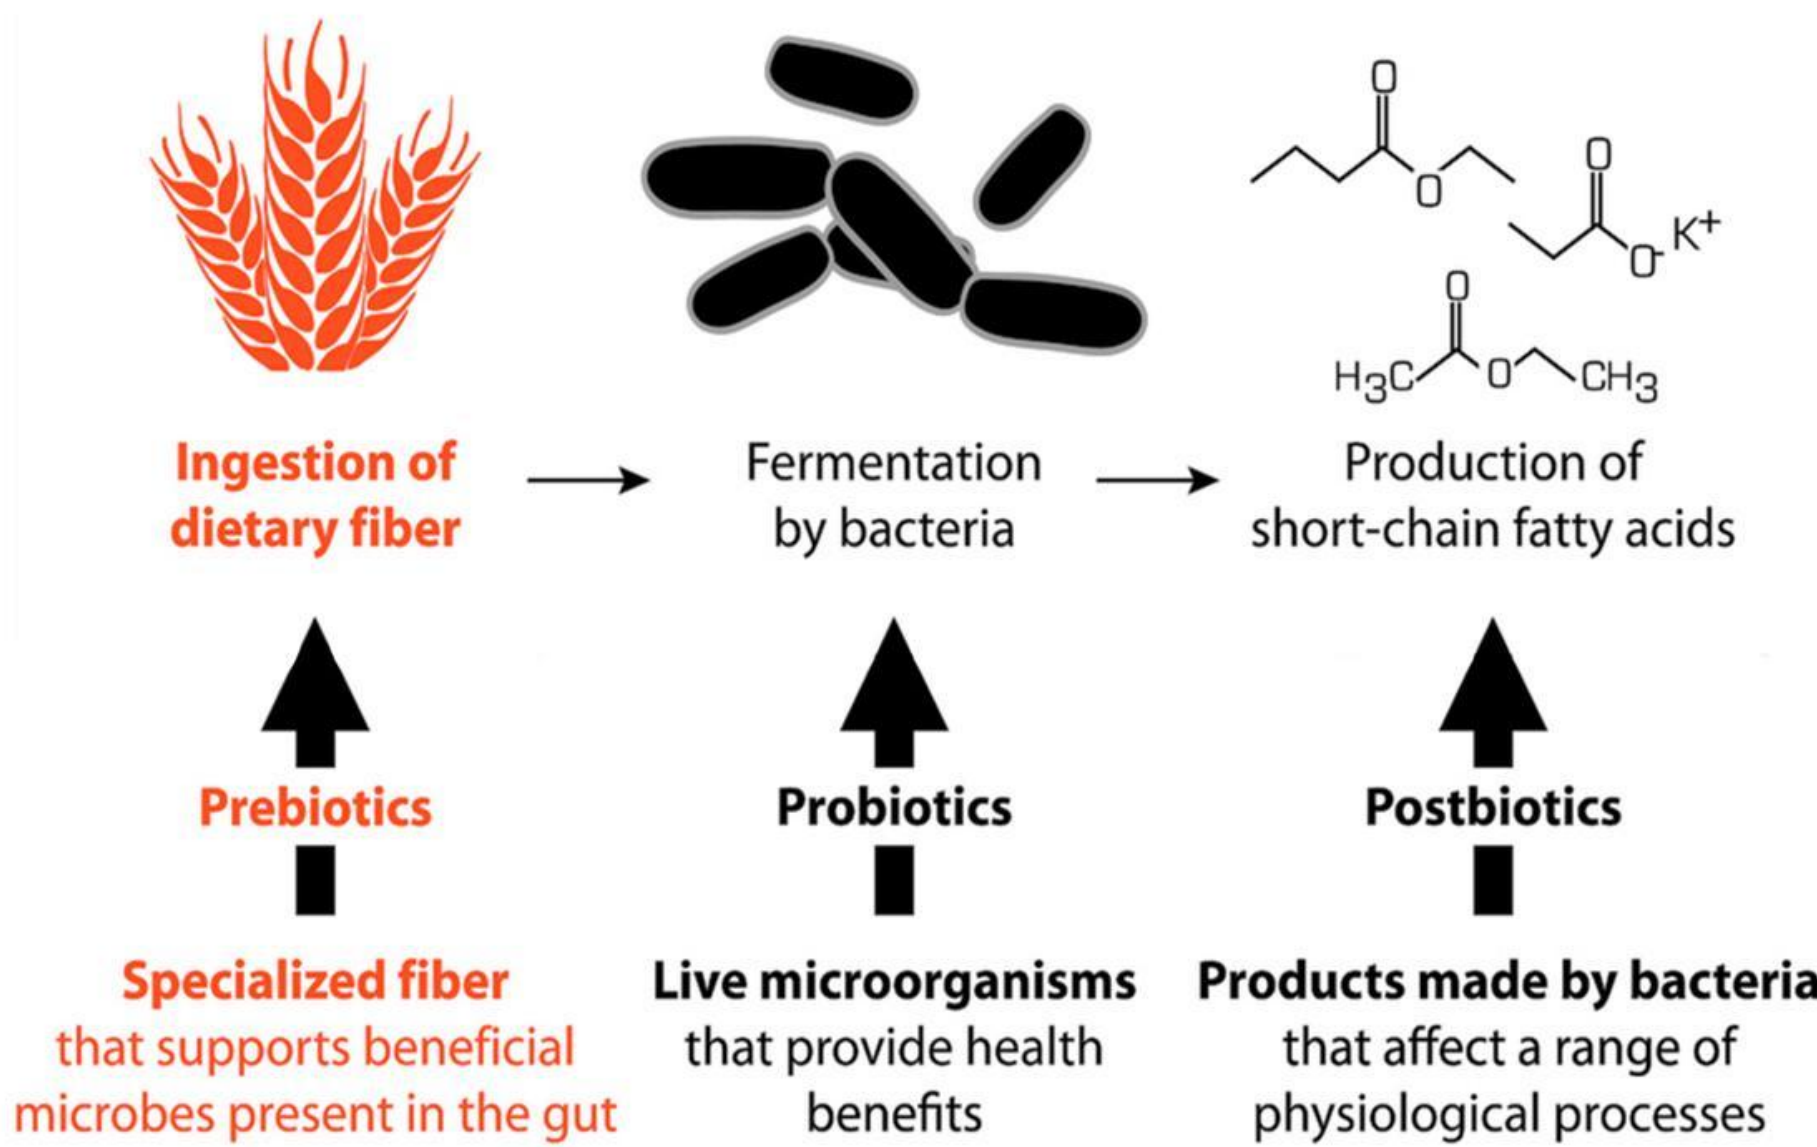 O
O
O
O- K+
O
H3C O CH3
Ingestion of
dietary fiber
Fermentation
by bacteria
Production of
short-chain fatty acids
Prebiotics
Probiotics
Postbiotics
Specialized fiber
that supports beneficial
microbes present in the gut
Live microorganisms
that provide health
benefits
Products made by bacteria
that affect a range of
physiological processes